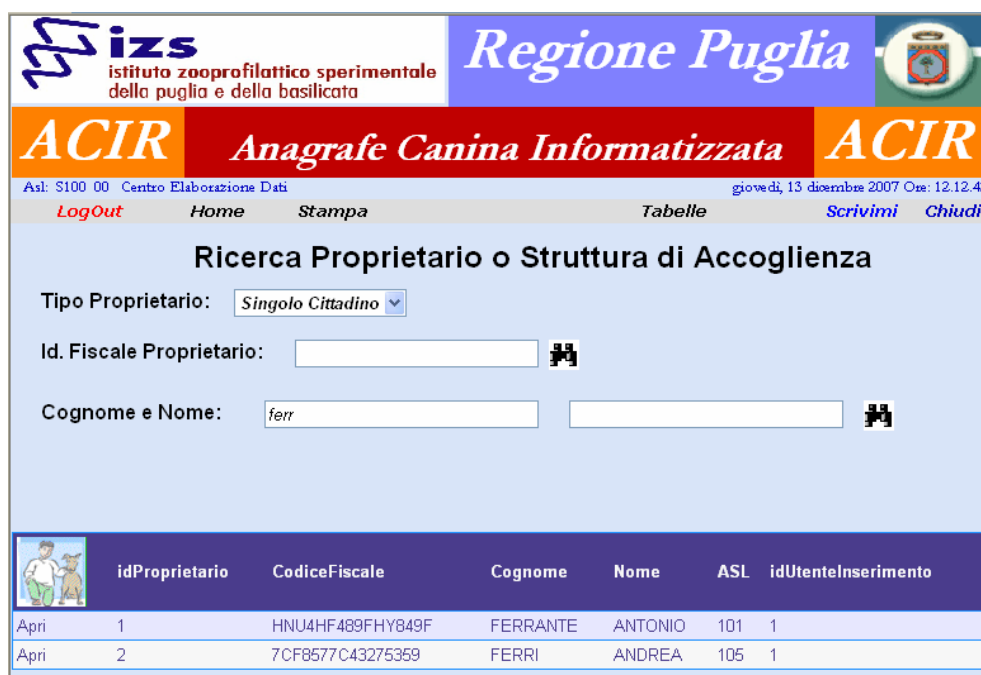 izs
istituto zooprofilattico sperimentale
della puglia e della basilicata
Regione Puglia
ACIR Anagrafe Canina Informatizzata ACIR
Asl: S100 00 Centro Elaborazione Dati giovedì, 13 dicembre 2007 Ore: 12.12.4
LogOut Home Stampa Tabelle Scrivimi Chiudi
Ricerca Proprietario o Struttura di Accoglienza
Tipo Proprietario: Singolo Cittadino
Id. Fiscale Proprietario:
Cognome e Nome: ferr
idProprietario CodiceFiscale Cognome Nome ASL idUtenteInserimento
Apri 1 HNU4HF489FHY849F FERRANTE ANTONIO 101 1
Apri 2 7CF8577C43275359 FERRI ANDREA 105 1